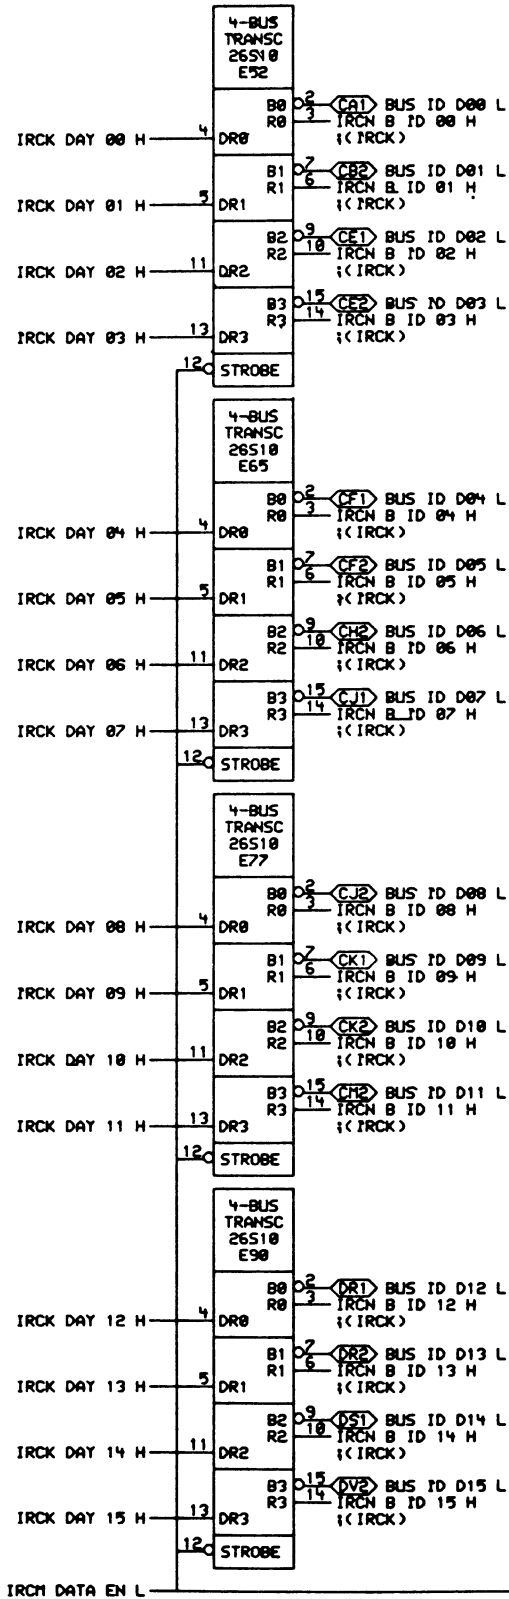 4-BUS
TRANSC
26S10
E52
B0 2 CA1 BUS ID D00 L
R0 3 IRCN B ID 00 H
IRCK DAY 00 H 4 DR0 ;(IRCK)
B1 7 CB2 BUS ID D01 L
R1 6 IRCN B ID 01 H
IRCK DAY 01 H 5 DR1 ;(IRCK)
B2 9 CE1 BUS ID D02 L
R2 10 IRCN B ID 02 H
IRCK DAY 02 H 11 DR2 ;(IRCK)
B3 15 CE2 BUS ID D03 L
R3 14 IRCN B ID 03 H
IRCK DAY 03 H 13 DR3 ;(IRCK)
12 STROBE
4-BUS
TRANSC
26S10
E65
B0 2 CF1 BUS ID D04 L
R0 3 IRCN B ID 04 H
IRCK DAY 04 H 4 DR0 ;(IRCK)
B1 7 CF2 BUS ID D05 L
R1 6 IRCN B ID 05 H
IRCK DAY 05 H 5 DR1 ;(IRCK)
B2 9 CH2 BUS ID D06 L
R2 10 IRCN B ID 06 H
IRCK DAY 06 H 11 DR2 ;(IRCK)
B3 15 CJ1 BUS ID D07 L
R3 14 IRCN B ID 07 H
IRCK DAY 07 H 13 DR3 ;(IRCK)
12 STROBE
4-BUS
TRANSC
26S10
E77
B0 2 CJ2 BUS ID D08 L
R0 3 IRCN B ID 08 H
IRCK DAY 08 H 4 DR0 ;(IRCK)
B1 7 CK1 BUS ID D09 L
R1 6 IRCN B ID 09 H
IRCK DAY 09 H 5 DR1 ;(IRCK)
B2 9 CK2 BUS ID D10 L
R2 10 IRCN B ID 10 H
IRCK DAY 10 H 11 DR2 ;(IRCK)
B3 15 CM2 BUS ID D11 L
R3 14 IRCN B ID 11 H
IRCK DAY 11 H 13 DR3 ;(IRCK)
12 STROBE
4-BUS
TRANSC
26S10
E90
B0 2 DR1 BUS ID D12 L
R0 3 IRCN B ID 12 H
IRCK DAY 12 H 4 DR0 ;(IRCK)
B1 7 DR2 BUS ID D13 L
R1 6 IRCN B ID 13 H
IRCK DAY 13 H 5 DR1 ;(IRCK)
B2 9 DS1 BUS ID D14 L
R2 10 IRCN B ID 14 H
IRCK DAY 14 H 11 DR2 ;(IRCK)
B3 15 DV2 BUS ID D15 L
R3 14 IRCN B ID 15 H
IRCK DAY 15 H 13 DR3 ;(IRCK)
12 STROBE
IRCM DATA EN L